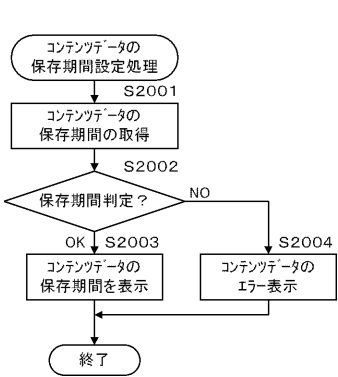 コンテンツデータの
保存期間設定処理
S2001
コンテンツデータの
保存期間の取得
S2002
保存期間判定？
NO
OK
S2003
S2004
コンテンツデータの
保存期間を表示
コンテンツデータの
エラー表示
終了